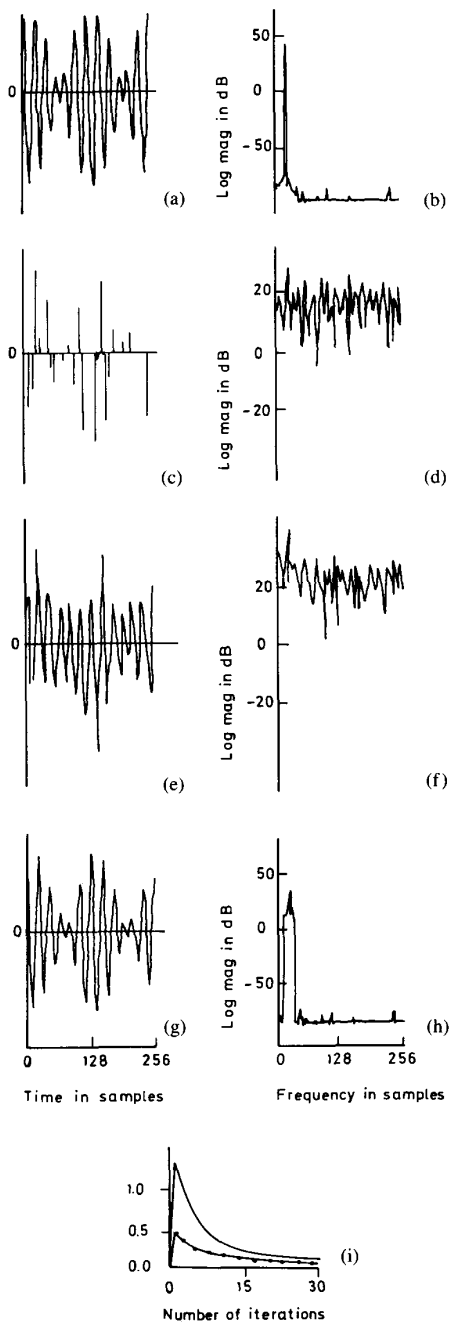 50
0
0
-50
Log mag in dB
(a)
(b)
20
0
0
-20
Log mag in dB
(c)
(d)
20
0
0
-20
Log mag in dB
(e)
(f)
50
0
0
-50
Log mag in dB
(g)
(h)
0 128 256
0 128 256
Time in samples
Frequency in samples
1.0
0.5
0.0
(i)
0 15 30
Number of iterations